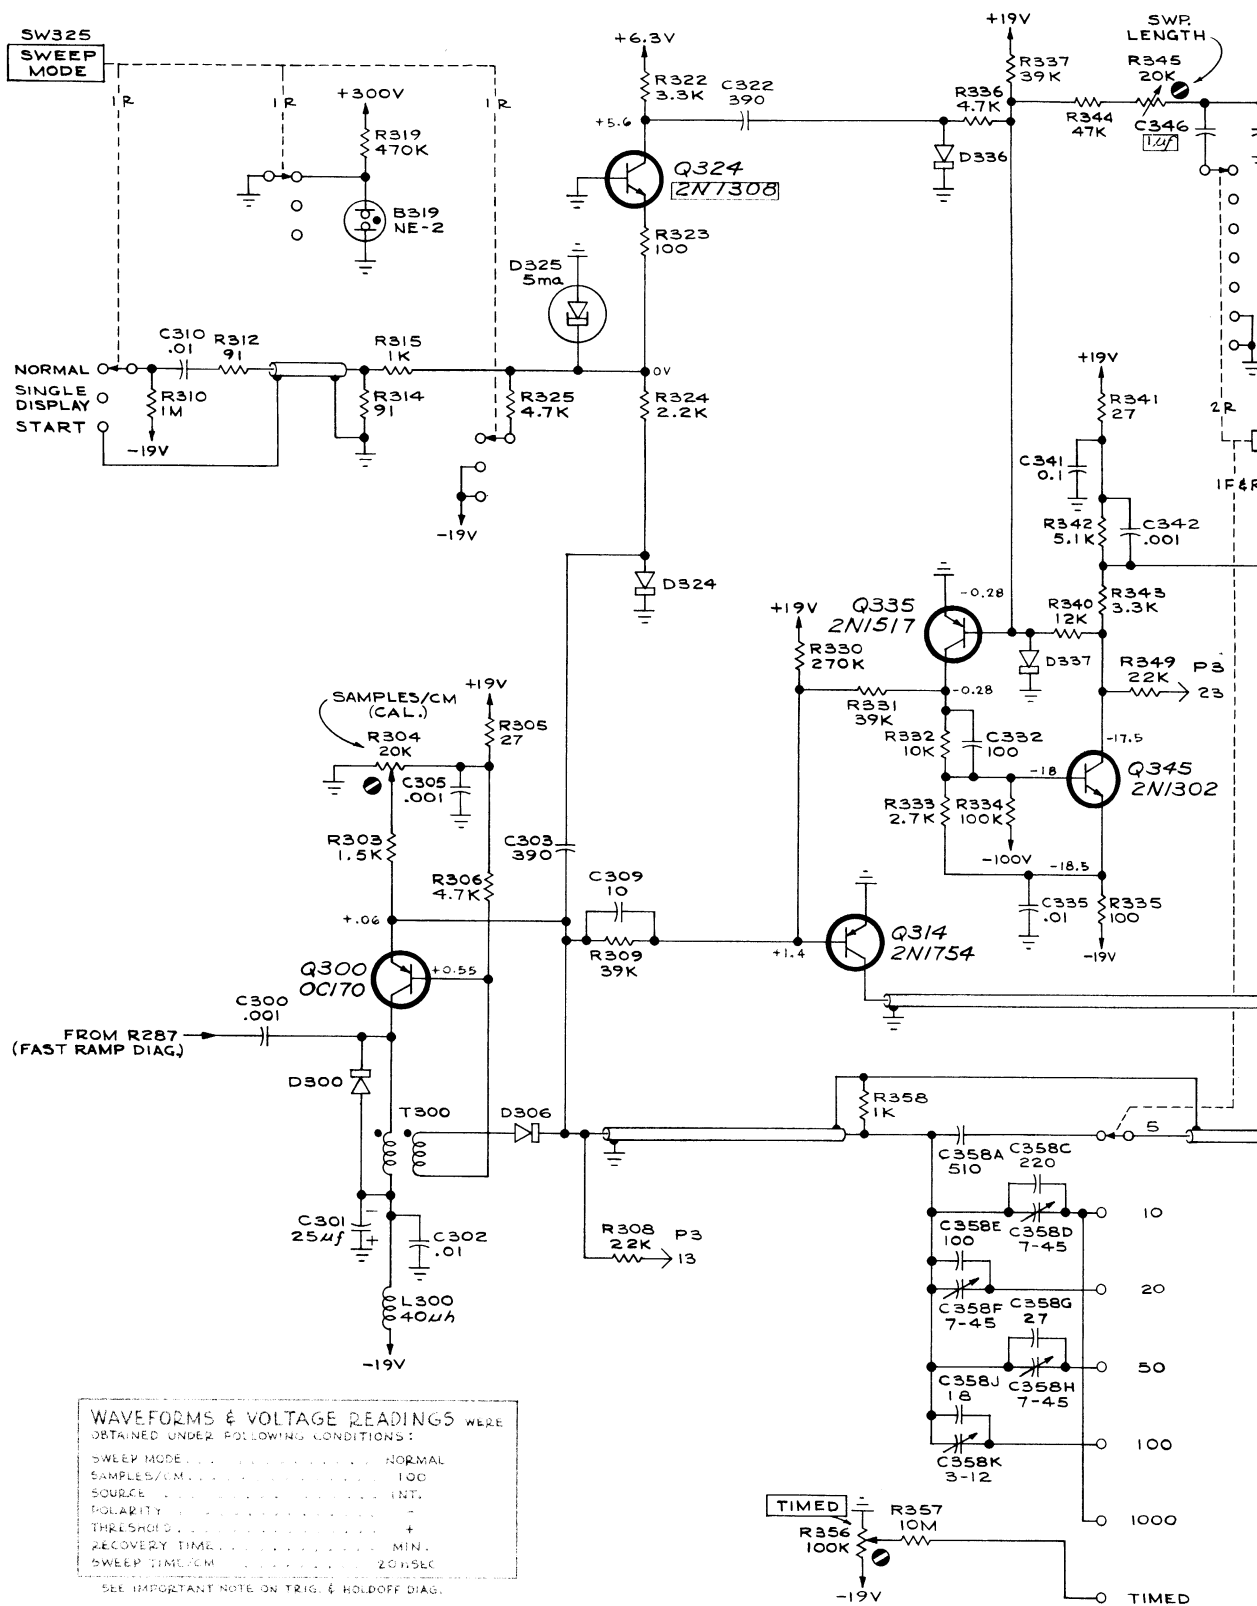 SW325
SWEEP
MODE
1R
1R
1R
+300V
R319
470K
B319
NE-2
+6.3V
R322
3.3K
C322
390
+5.6
Q324
2N1308
R323
100
D325
5ma
+19V
R337
39K
R336
4.7K
D336
SWP.
LENGTH
R345
20K
R344
47K
C346
1μf
NORMAL
SINGLE
DISPLAY
START
C310
.01
R312
91
R310
1M
-19V
R315
1K
R314
91
R325
4.7K
-19V
0V
R324
2.2K
D324
+19V
R341
27
C341
0.1
R342
5.1K
C342
.001
2R
1F&R
Q335
2N1517
-0.28
R340
12K
R343
3.3K
D337
R349
22K
P3
23
+19V
R330
270K
R331
39K
-0.28
R332
10K
C332
100
-17.5
-18
Q345
2N1302
R333
2.7K
R334
100K
-100V
-18.5
C335
.01
R335
100
-19V
SAMPLES/CM
(CAL.)
R304
20K
+19V
R305
27
C305
.001
R303
1.5K
R306
4.7K
C303
390
C309
10
R309
39K
+.06
Q300
OC170
+0.55
+1.4
Q314
2N1754
C300
.001
FROM R287
(FAST RAMP DIAG.)
D300
T300
D306
R358
1K
5
C301
25μf
C302
.01
L300
40μh
-19V
R308
22K
P3
13
C358A
510
C358C
220
C358D
7-45
10
C358E
100
C358F
7-45
20
C358G
27
C358H
7-45
50
C358J
18
C358K
3-12
100
1000
TIMED
R356
100K
R357
10M
-19V
TIMED
WAVEFORMS & VOLTAGE READINGS WERE
OBTAINED UNDER FOLLOWING CONDITIONS:
SWEEP MODE . . . . . . . . . . . . NORMAL
SAMPLES/CM . . . . . . . . . . . . 100
SOURCE . . . . . . . . . . . . INT.
POLARITY . . . . . . . . . . . . -
THRESHOLD . . . . . . . . . . . . +
RECOVERY TIME . . . . . . . . . . . . MIN.
SWEEP TIME/CM . . . . . . . . . . . . 20 nSEC
SEE IMPORTANT NOTE ON TRIG. & HOLDOFF DIAG.